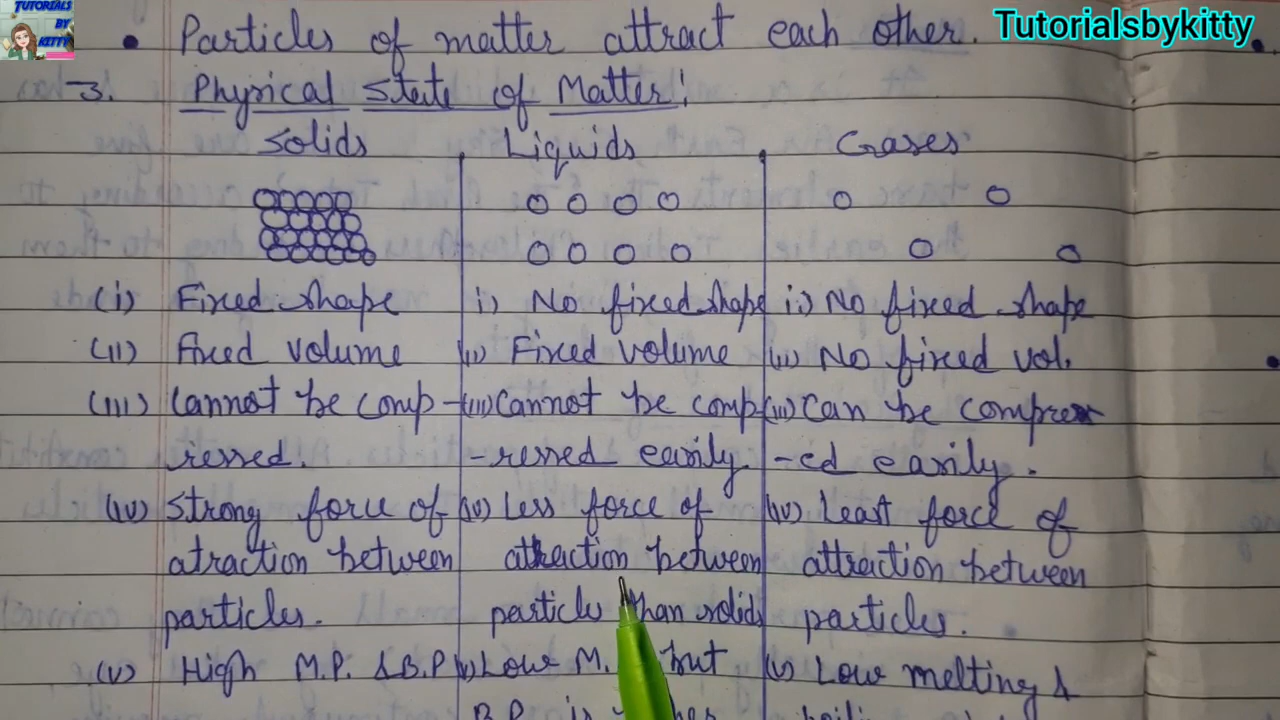 TUTORIALS
BY
KITTY
Tutorialsbykitty
• Particles of matter attract each other.
3. Physical State of Matter:
Solids Liquids Gases
(i) Fixed shape i) No fixed shape i) No fixed shape
(ii) Fixed volume (ii) Fixed volume (ii) No fixed vol.
(iii) Cannot be comp- (iii) Cannot be comp (iii) Can be compres
ressed. -ressed easily. -ed easily.
(iv) Strong force of (iv) Less force of (iv) Least force of
atraction between attraction between attraction between
particles. particle than solids particles.
(v) High M.P. & B.P v) Low M. but (v) Low melting &
B.P. is